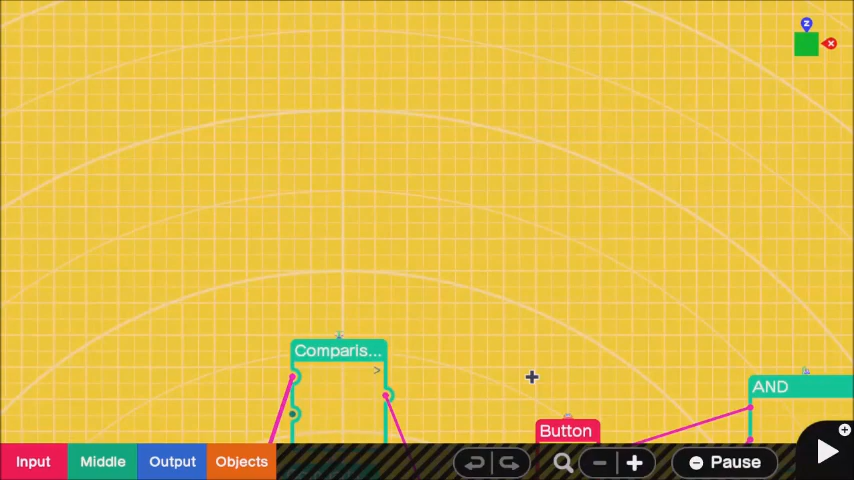 Z
X
Comparis...
>
AND
Button
Input
Middle
Output
Objects
Pause